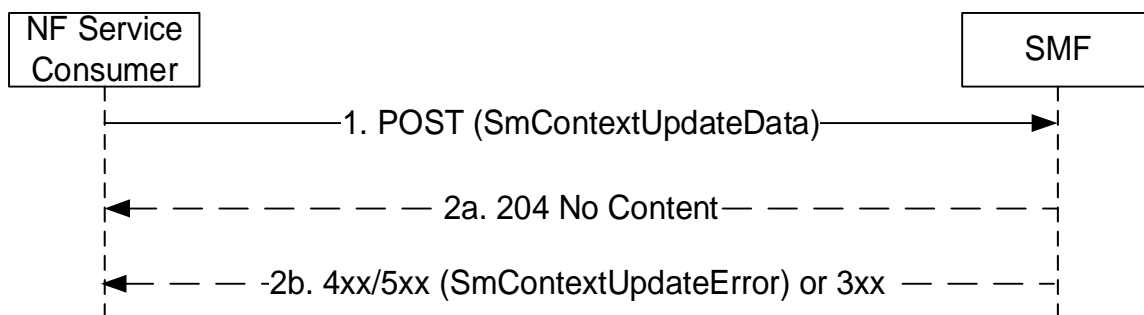 NF Service
Consumer
SMF
1. POST (SmContextUpdateData)
2a. 204 No Content
2b. 4xx/5xx (SmContextUpdateError) or 3xx